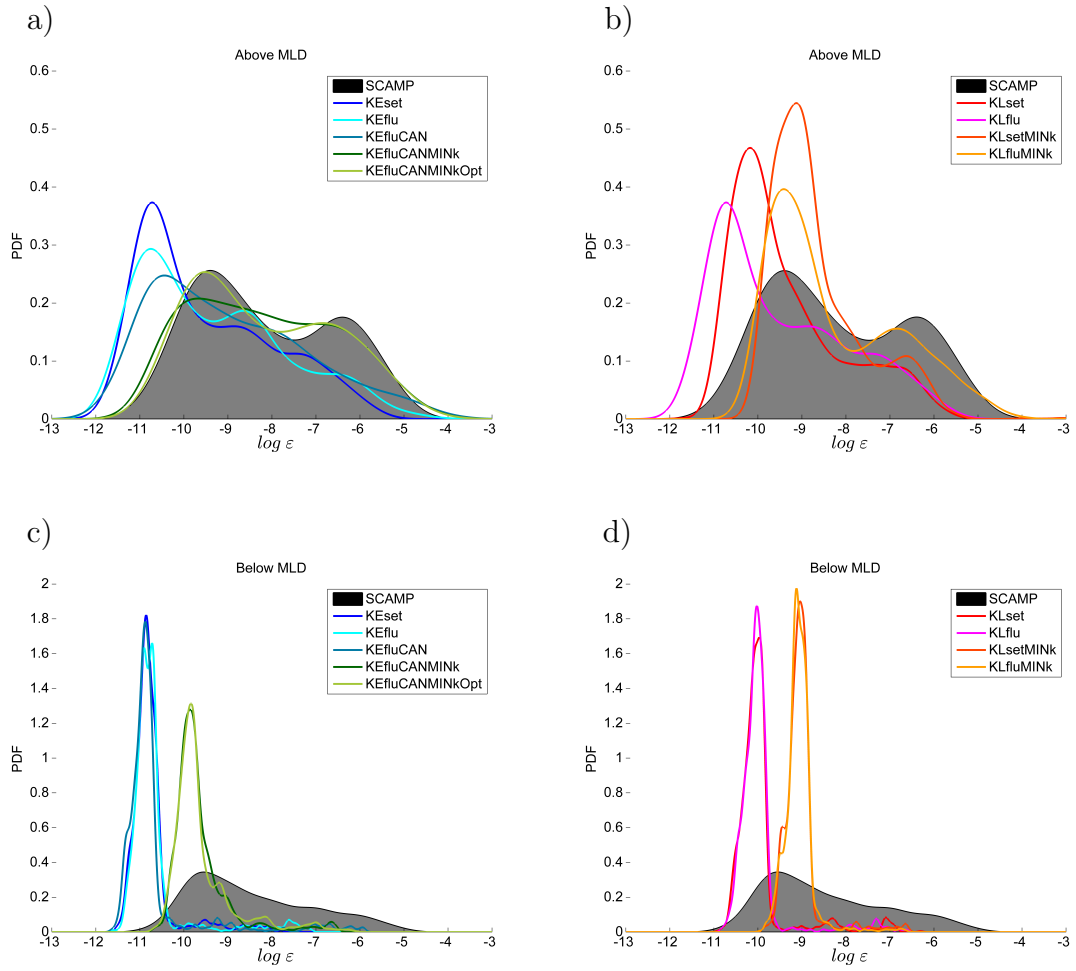 a)
Above MLD
0.6
0.5
0.4
0.3
0.2
0.1
0
PDF
-13 -12 -11 -10 -9 -8 -7 -6 -5 -4 -3
log ε
SCAMP
KEset
KEflu
KEfluCAN
KEfluCANMINk
KEfluCANMINkOpt
b)
Above MLD
0.6
0.5
0.4
0.3
0.2
0.1
0
PDF
-13 -12 -11 -10 -9 -8 -7 -6 -5 -4 -3
log ε
SCAMP
KLset
KLflu
KLsetMINk
KLfluMINk
c)
Below MLD
2
1.8
1.6
1.4
1.2
1
0.8
0.6
0.4
0.2
0
PDF
-13 -12 -11 -10 -9 -8 -7 -6 -5 -4 -3
log ε
SCAMP
KEset
KEflu
KEfluCAN
KEfluCANMINk
KEfluCANMINkOpt
d)
Below MLD
2
1.8
1.6
1.4
1.2
1
0.8
0.6
0.4
0.2
0
PDF
-13 -12 -11 -10 -9 -8 -7 -6 -5 -4 -3
log ε
SCAMP
KLset
KLflu
KLsetMINk
KLfluMINk